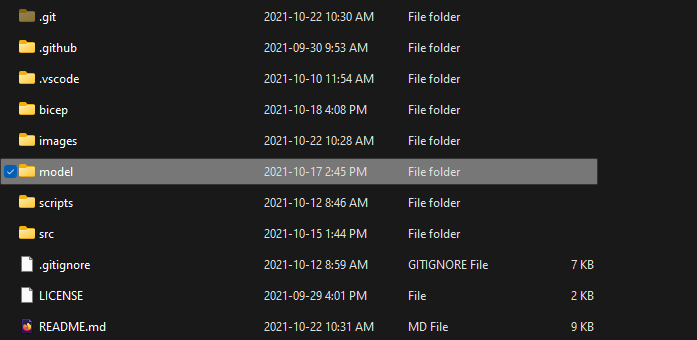 .git 2021-10-22 10:30 AM File folder
.github 2021-09-30 9:53 AM File folder
.vscode 2021-10-10 11:54 AM File folder
bicep 2021-10-18 4:08 PM File folder
images 2021-10-22 10:28 AM File folder
model 2021-10-17 2:45 PM File folder
scripts 2021-10-12 8:46 AM File folder
src 2021-10-15 1:44 PM File folder
.gitignore 2021-10-12 8:59 AM GITIGNORE File 7 KB
LICENSE 2021-09-29 4:01 PM File 2 KB
README.md 2021-10-22 10:31 AM MD File 9 KB